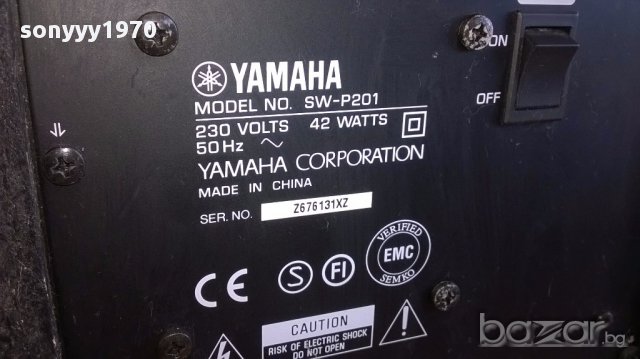 sonyyy1970
ON
OFF
YAMAHA
MODEL NO. SW-P201
230 VOLTS 42 WATTS
50Hz ~
YAMAHA CORPORATION
MADE IN CHINA
SER. NO. Z676131XZ
CE S FI
VERIFIED
EMC
SEMKO
CAUTION
RISK OF ELECTRIC SHOCK
DO NOT OPEN
bazar.bg